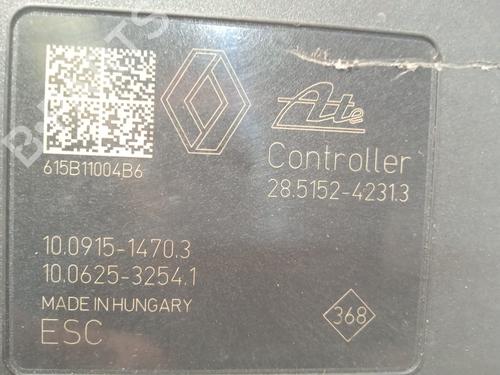 Ate
615B11004B6
Controller
28.5152-4231.3
10.0915-1470.3
10.0625-3254.1
MADE IN HUNGARY
ESC
368